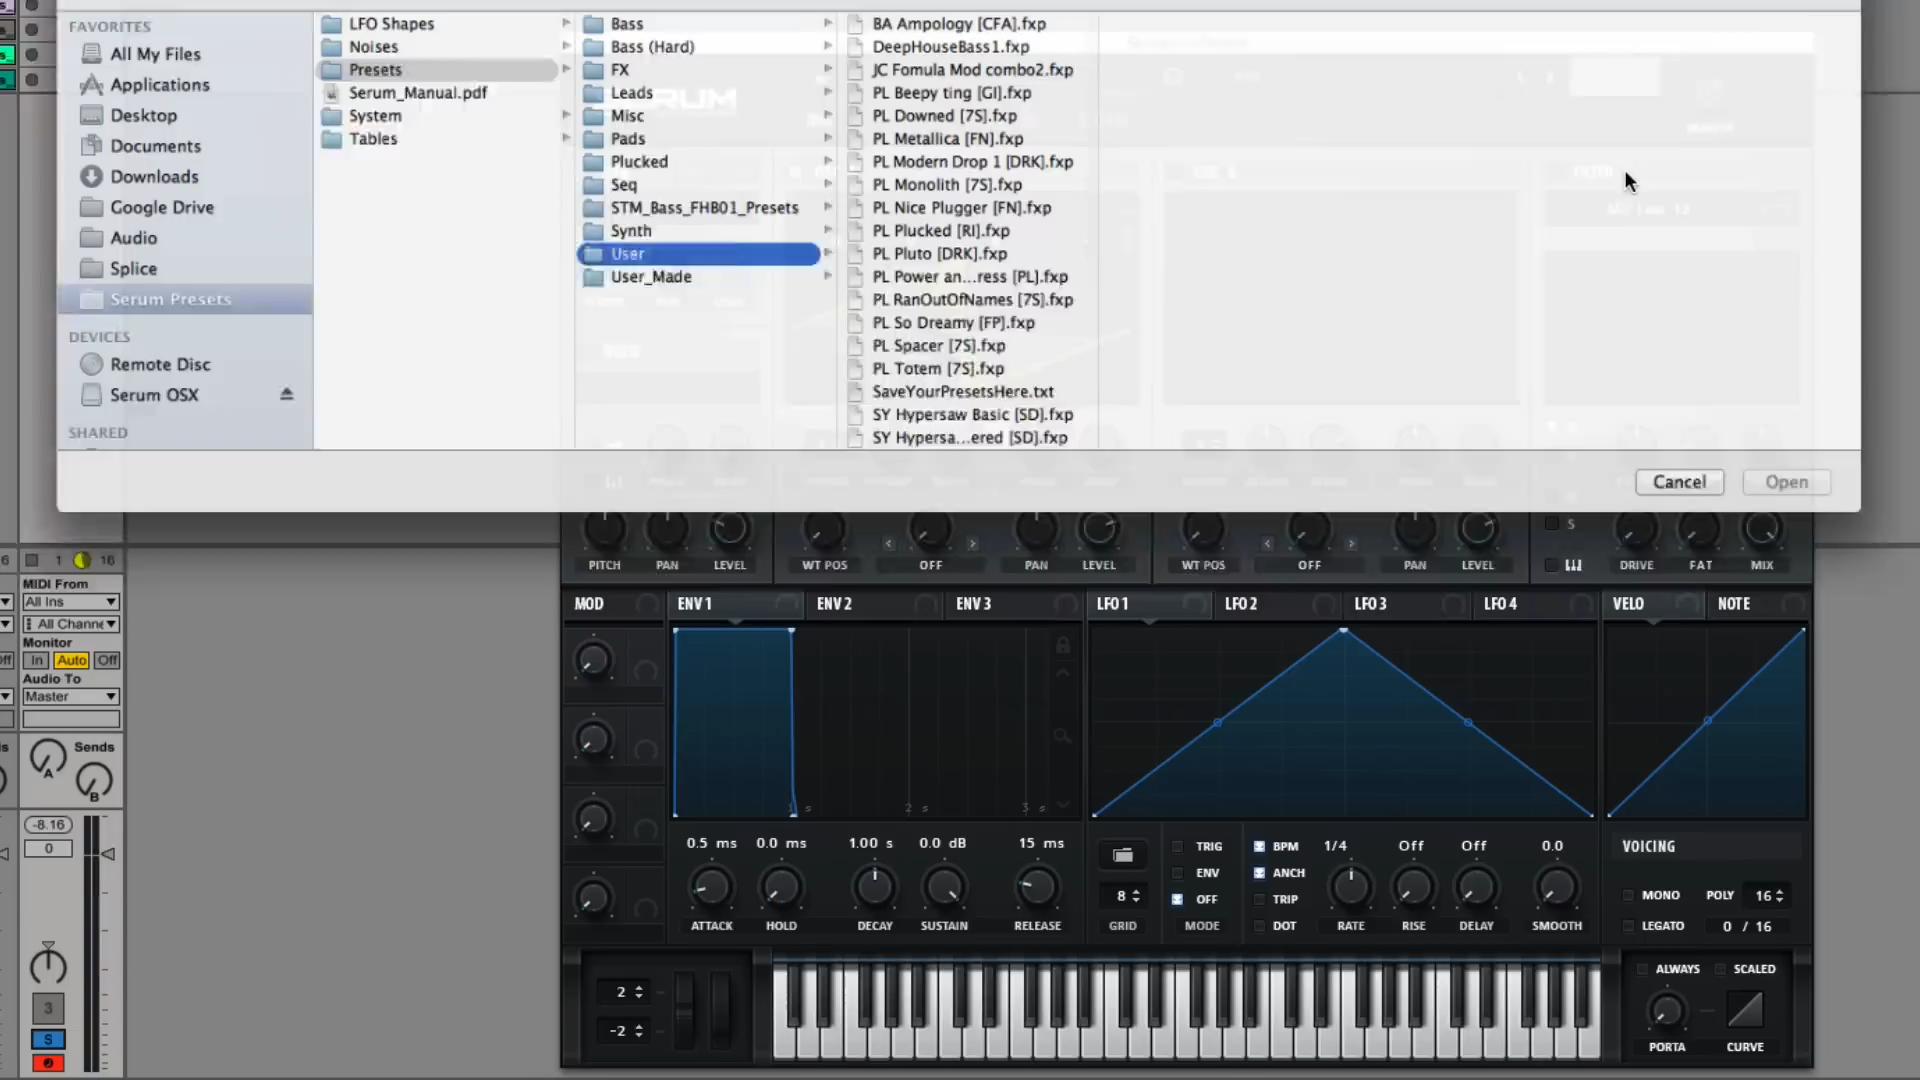 FAVORITES
All My Files
Applications
Desktop
Documents
Downloads
Google Drive
Audio
Splice
Serum Presets
DEVICES
Remote Disc
Serum OSX
SHARED
LFO Shapes
Noises
Presets
Serum_Manual.pdf
System
Tables
Bass
Bass (Hard)
FX
Leads
Misc
Pads
Plucked
Seq
STM_Bass_FHB01_Presets
Synth
User
User_Made
BA Ampology [CFA].fxp
DeepHouseBass1.fxp
JC Fomula Mod combo2.fxp
PL Beepy ting [GI].fxp
PL Downed [7S].fxp
PL Metallica [FN].fxp
PL Modern Drop 1 [DRK].fxp
PL Monolith [7S].fxp
PL Nice Plugger [FN].fxp
PL Plucked [RI].fxp
PL Pluto [DRK].fxp
PL Power an...ress [PL].fxp
PL RanOutOfNames [7S].fxp
PL So Dreamy [FP].fxp
PL Spacer [7S].fxp
PL Totem [7S].fxp
SaveYourPresetsHere.txt
SY Hypersaw Basic [SD].fxp
SY Hypersa...ered [SD].fxp
Cancel Open
S
PITCH PAN LEVEL WT POS OFF PAN LEVEL WT POS OFF PAN LEVEL DRIVE FAT MIX
MOD ENV 1 ENV 2 ENV 3 LFO 1 LFO 2 LFO 3 LFO 4 VELO NOTE
1 s 2 s 3 s
0.5 ms 0.0 ms 1.00 s 0.0 dB 15 ms
ATTACK HOLD DECAY SUSTAIN RELEASE
8
GRID
TRIG
ENV
OFF
MODE
BPM
ANCH
TRIP
DOT
1/4 Off Off 0.0
RATE RISE DELAY SMOOTH
VOICING
MONO POLY 16
LEGATO 0 / 16
2
-2
ALWAYS SCALED
PORTA CURVE
6 1 16
MIDI From
All Ins
All Channe
Monitor
In Auto Off
Audio To
Master
Sends
A
B
-8.16
0
3
S